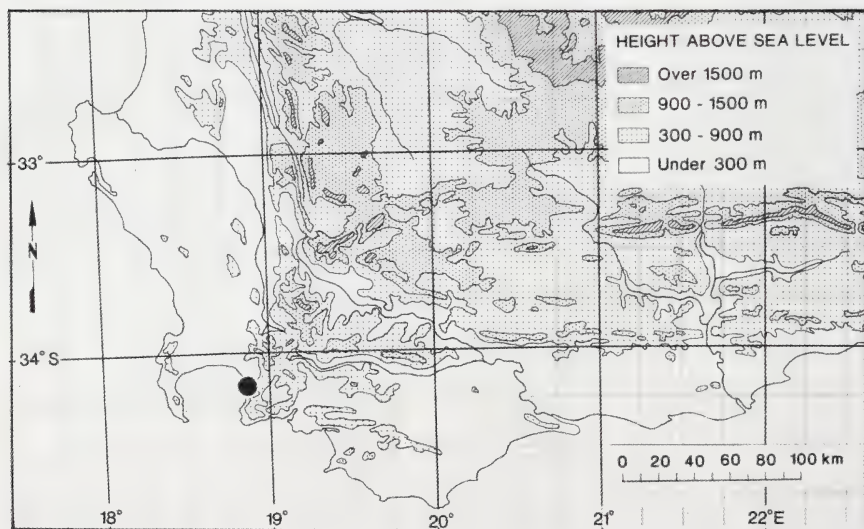 HEIGHT ABOVE SEA LEVEL
Over 1500 m
900 - 1500 m
300 - 900 m
Under 300 m
33°
N
34°S
0 20 40 60 80 100 km
18° 19° 20° 21° 22°E